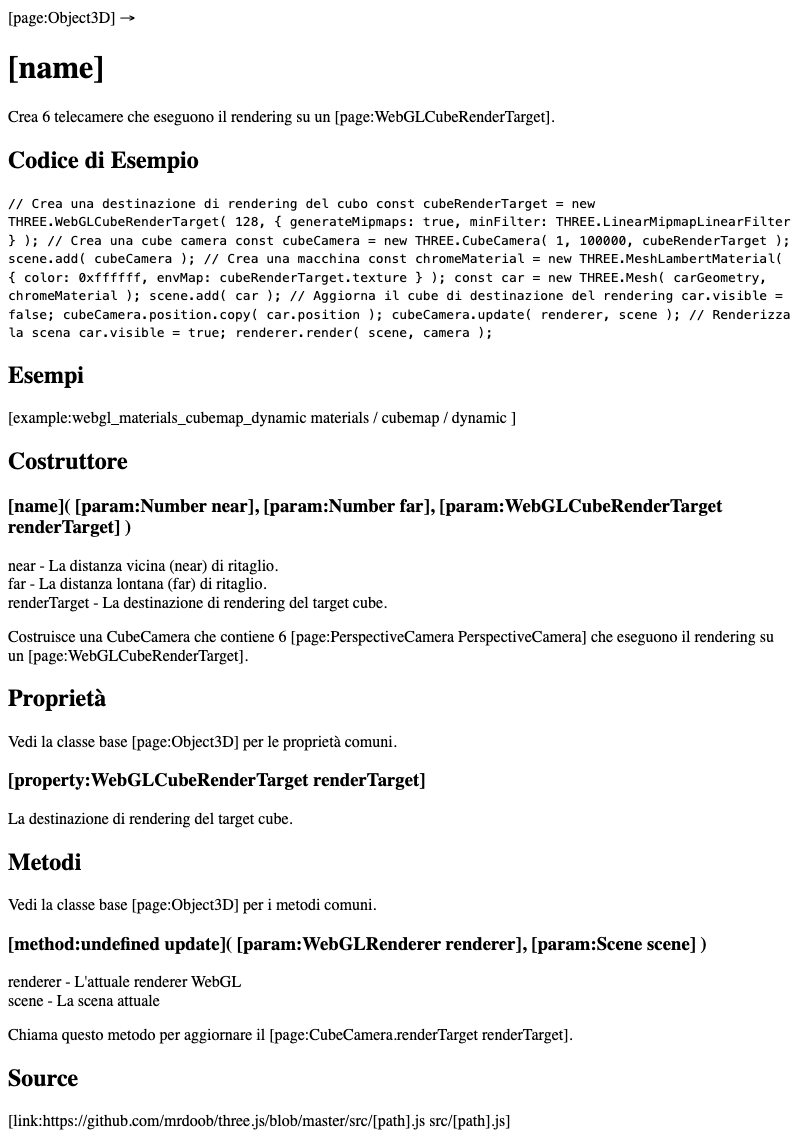 [page:Object3D] →
[name]
Crea 6 telecamere che eseguono il rendering su un [page:WebGLCubeRenderTarget].
Codice di Esempio
// Crea una destinazione di rendering del cubo const cubeRenderTarget = new
THREE.WebGLCubeRenderTarget( 128, { generateMipmaps: true, minFilter: THREE.LinearMipmapLinearFilter
} ); // Crea una cube camera const cubeCamera = new THREE.CubeCamera( 1, 100000, cubeRenderTarget );
scene.add( cubeCamera ); // Crea una macchina const chromeMaterial = new THREE.MeshLambertMaterial(
{ color: 0xffffff, envMap: cubeRenderTarget.texture } ); const car = new THREE.Mesh( carGeometry,
chromeMaterial ); scene.add( car ); // Aggiorna il cube di destinazione del rendering car.visible =
false; cubeCamera.position.copy( car.position ); cubeCamera.update( renderer, scene ); // Renderizza
la scena car.visible = true; renderer.render( scene, camera );
Esempi
[example:webgl_materials_cubemap_dynamic materials / cubemap / dynamic ]
Costruttore
[name]( [param:Number near], [param:Number far], [param:WebGLCubeRenderTarget
renderTarget] )
near - La distanza vicina (near) di ritaglio.
far - La distanza lontana (far) di ritaglio.
renderTarget - La destinazione di rendering del target cube.
Costruisce una CubeCamera che contiene 6 [page:PerspectiveCamera PerspectiveCamera] che eseguono il rendering su
un [page:WebGLCubeRenderTarget].
Proprietà
Vedi la classe base [page:Object3D] per le proprietà comuni.
[property:WebGLCubeRenderTarget renderTarget]
La destinazione di rendering del target cube.
Metodi
Vedi la classe base [page:Object3D] per i metodi comuni.
[method:undefined update]( [param:WebGLRenderer renderer], [param:Scene scene] )
renderer - L'attuale renderer WebGL
scene - La scena attuale
Chiama questo metodo per aggiornare il [page:CubeCamera.renderTarget renderTarget].
Source
[link:https://github.com/mrdoob/three.js/blob/master/src/[path].js src/[path].js]